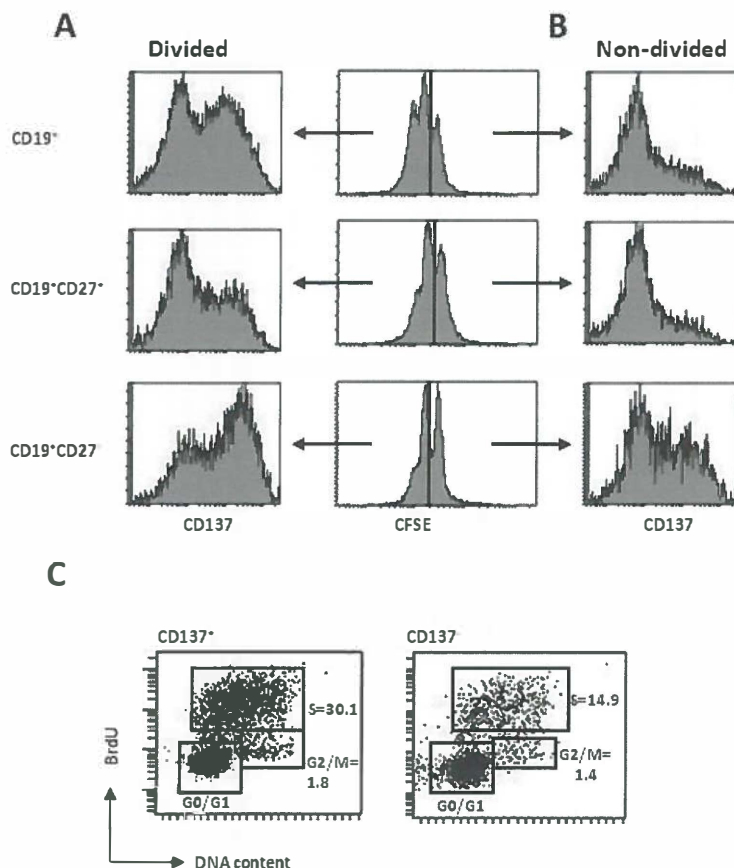 A
B
Divided
Non-divided
CD19⁺
CD19⁺CD27⁺
CD19⁺CD27
CD137
CFSE
CD137
C
CD137⁺
CD137
S=30.1
S=14.9
G2/M=
1.8
G2/M=
1.4
G0/G1
G0/G1
BrdU
DNA content